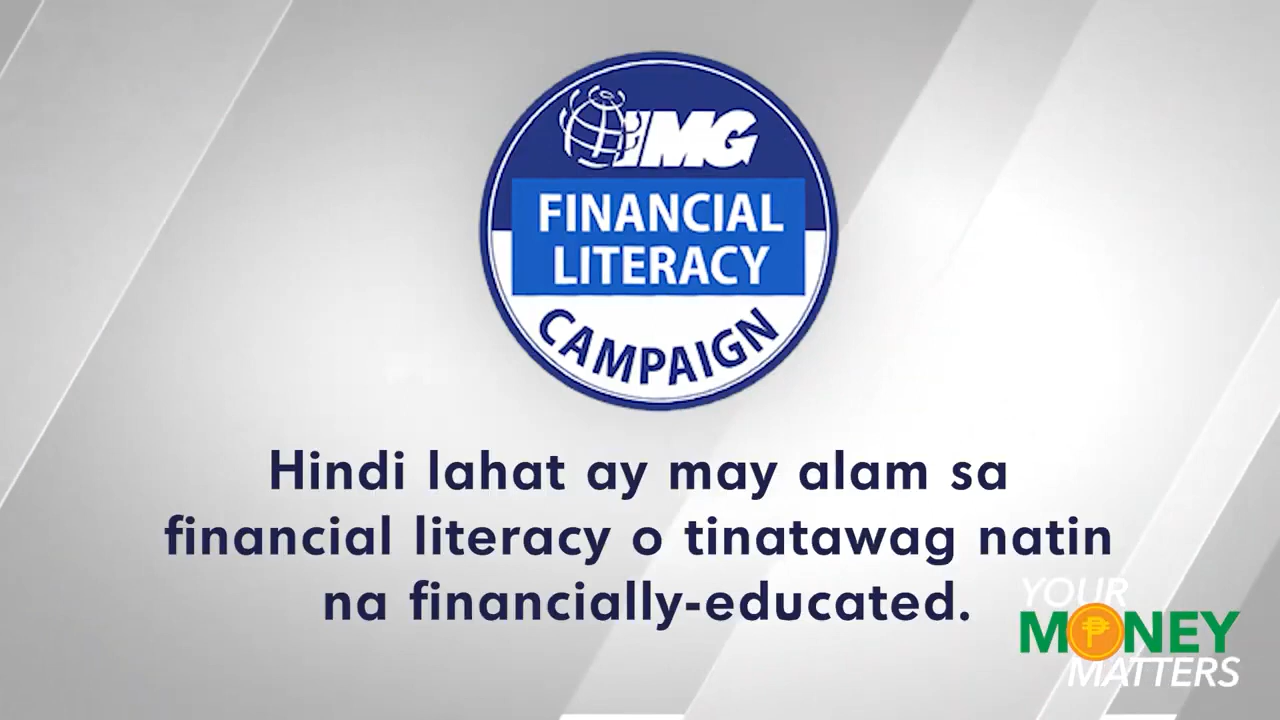 IMG
FINANCIAL
LITERACY
CAMPAIGN
Hindi lahat ay may alam sa
financial literacy o tinatawag natin
na financially-educated.
YOUR
MONEY
MATTERS